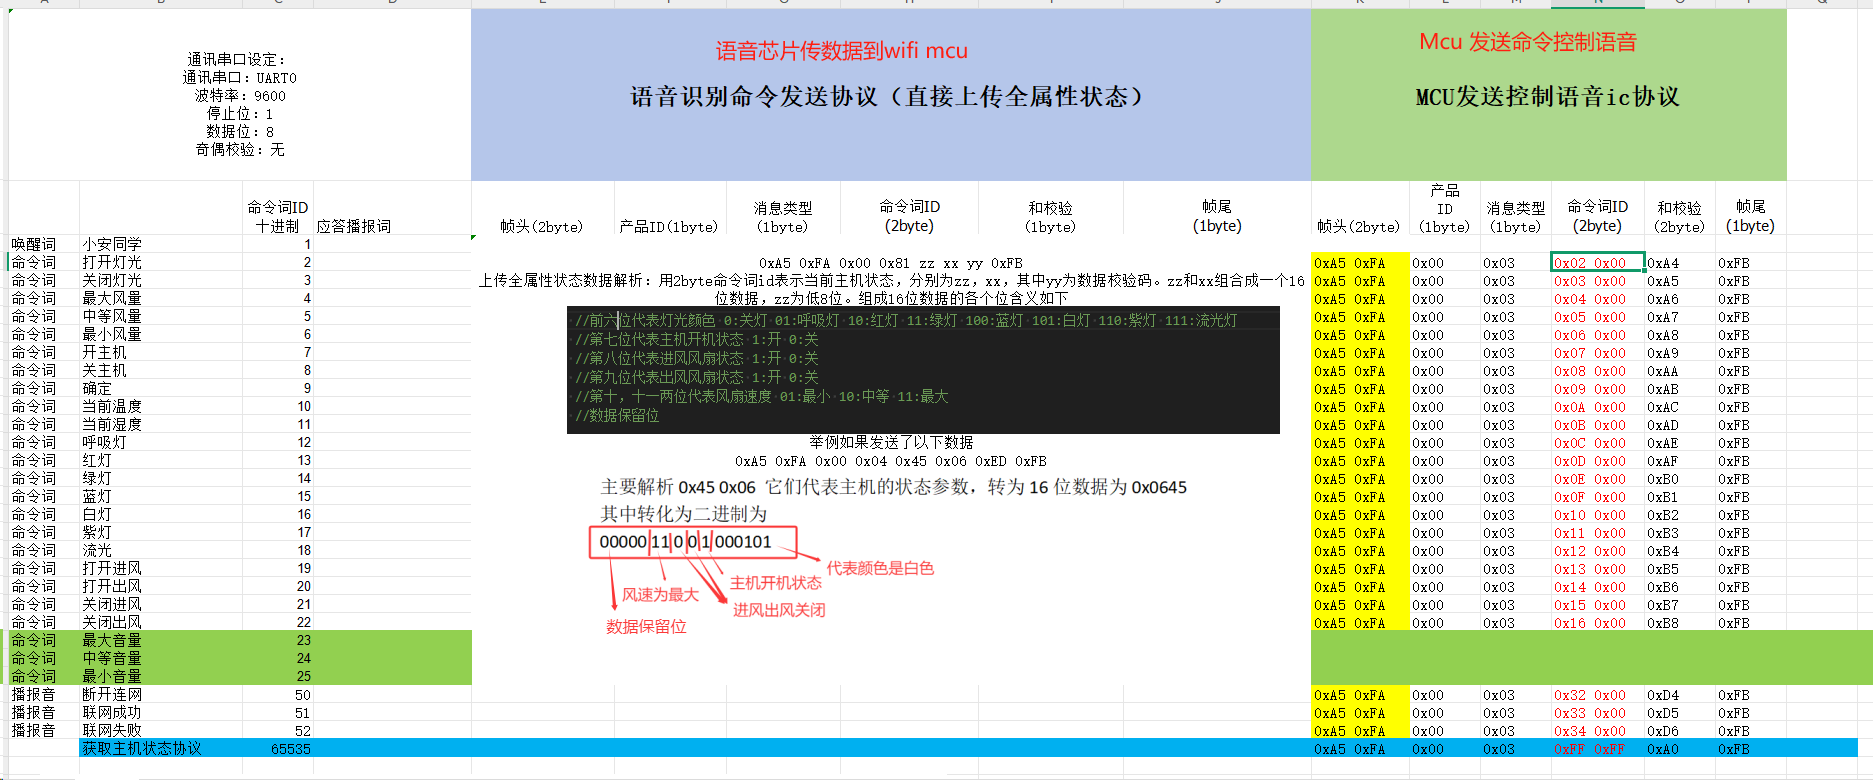 通讯串口设定：
通讯串口：UART0
波特率：9600
停止位：1
数据位：8
奇偶校验：无
语音芯片传数据到wifi mcu
语音识别命令发送协议（直接上传全属性状态）
Mcu 发送命令控制语音
MCU发送控制语音ic协议
命令词ID 十进制 应答播报词 帧头(2byte) 产品ID(1byte) 消息类型(1byte) 命令词ID(2byte) 和校验(1byte) 帧尾(1byte) 帧头(2byte) 产品ID(1byte) 消息类型(1byte) 命令词ID(2byte) 和校验(2byte) 帧尾(1byte)
唤醒词 小安同学 1
命令词 打开灯光 2
命令词 关闭灯光 3
命令词 最大风量 4
命令词 中等风量 5
命令词 最小风量 6
命令词 开主机 7
命令词 关主机 8
命令词 确定 9
命令词 当前温度 10
命令词 当前湿度 11
命令词 呼吸灯 12
命令词 红灯 13
命令词 绿灯 14
命令词 蓝灯 15
命令词 白灯 16
命令词 紫灯 17
命令词 流光 18
命令词 打开进风 19
命令词 打开出风 20
命令词 关闭进风 21
命令词 关闭出风 22
命令词 最大音量 23
命令词 中等音量 24
命令词 最小音量 25
播报音 断开连网 50
播报音 联网成功 51
播报音 联网失败 52
获取主机状态协议 65535
0xA5 0xFA 0x00 0x81 zz xx yy 0xFB
上传全属性状态数据解析：用2byte命令词id表示当前主机状态，分别为zz，xx，其中yy为数据校验码。zz和xx组合成一个16
位数据，zz为低8位。组成16位数据的各个位含义如下
//前六位代表灯光颜色 0:关灯 01:呼吸灯 10:红灯 11:绿灯 100:蓝灯 101:白灯 110:紫灯 111:流光灯
//第七位代表主机开机状态 1:开 0:关
//第八位代表进风风扇状态 1:开 0:关
//第九位代表出风风扇状态 1:开 0:关
//第十，十一两位代表风扇速度 01:最小 10:中等 11:最大
//数据保留位
举例如果发送了以下数据
0xA5 0xFA 0x00 0x04 0x45 0x06 0xED 0xFB
主要解析 0x45 0x06 它们代表主机的状态参数，转为 16 位数据为 0x0645
其中转化为二进制为
00000|11|0|0|1|000101
代表颜色是白色
主机开机状态
风速为最大
进风出风关闭
数据保留位
0xA5 0xFA 0x00 0x03 0x02 0x00 0xA4 0xFB
0xA5 0xFA 0x00 0x03 0x03 0x00 0xA5 0xFB
0xA5 0xFA 0x00 0x03 0x04 0x00 0xA6 0xFB
0xA5 0xFA 0x00 0x03 0x05 0x00 0xA7 0xFB
0xA5 0xFA 0x00 0x03 0x06 0x00 0xA8 0xFB
0xA5 0xFA 0x00 0x03 0x07 0x00 0xA9 0xFB
0xA5 0xFA 0x00 0x03 0x08 0x00 0xAA 0xFB
0xA5 0xFA 0x00 0x03 0x09 0x00 0xAB 0xFB
0xA5 0xFA 0x00 0x03 0x0A 0x00 0xAC 0xFB
0xA5 0xFA 0x00 0x03 0x0B 0x00 0xAD 0xFB
0xA5 0xFA 0x00 0x03 0x0C 0x00 0xAE 0xFB
0xA5 0xFA 0x00 0x03 0x0D 0x00 0xAF 0xFB
0xA5 0xFA 0x00 0x03 0x0E 0x00 0xB0 0xFB
0xA5 0xFA 0x00 0x03 0x0F 0x00 0xB1 0xFB
0xA5 0xFA 0x00 0x03 0x10 0x00 0xB2 0xFB
0xA5 0xFA 0x00 0x03 0x11 0x00 0xB3 0xFB
0xA5 0xFA 0x00 0x03 0x12 0x00 0xB4 0xFB
0xA5 0xFA 0x00 0x03 0x13 0x00 0xB5 0xFB
0xA5 0xFA 0x00 0x03 0x14 0x00 0xB6 0xFB
0xA5 0xFA 0x00 0x03 0x15 0x00 0xB7 0xFB
0xA5 0xFA 0x00 0x03 0x16 0x00 0xB8 0xFB
0xA5 0xFA 0x00 0x03 0x32 0x00 0xD4 0xFB
0xA5 0xFA 0x00 0x03 0x33 0x00 0xD5 0xFB
0xA5 0xFA 0x00 0x03 0x34 0x00 0xD6 0xFB
0xA5 0xFA 0x00 0x03 0xFF 0xFF 0xA0 0xFB